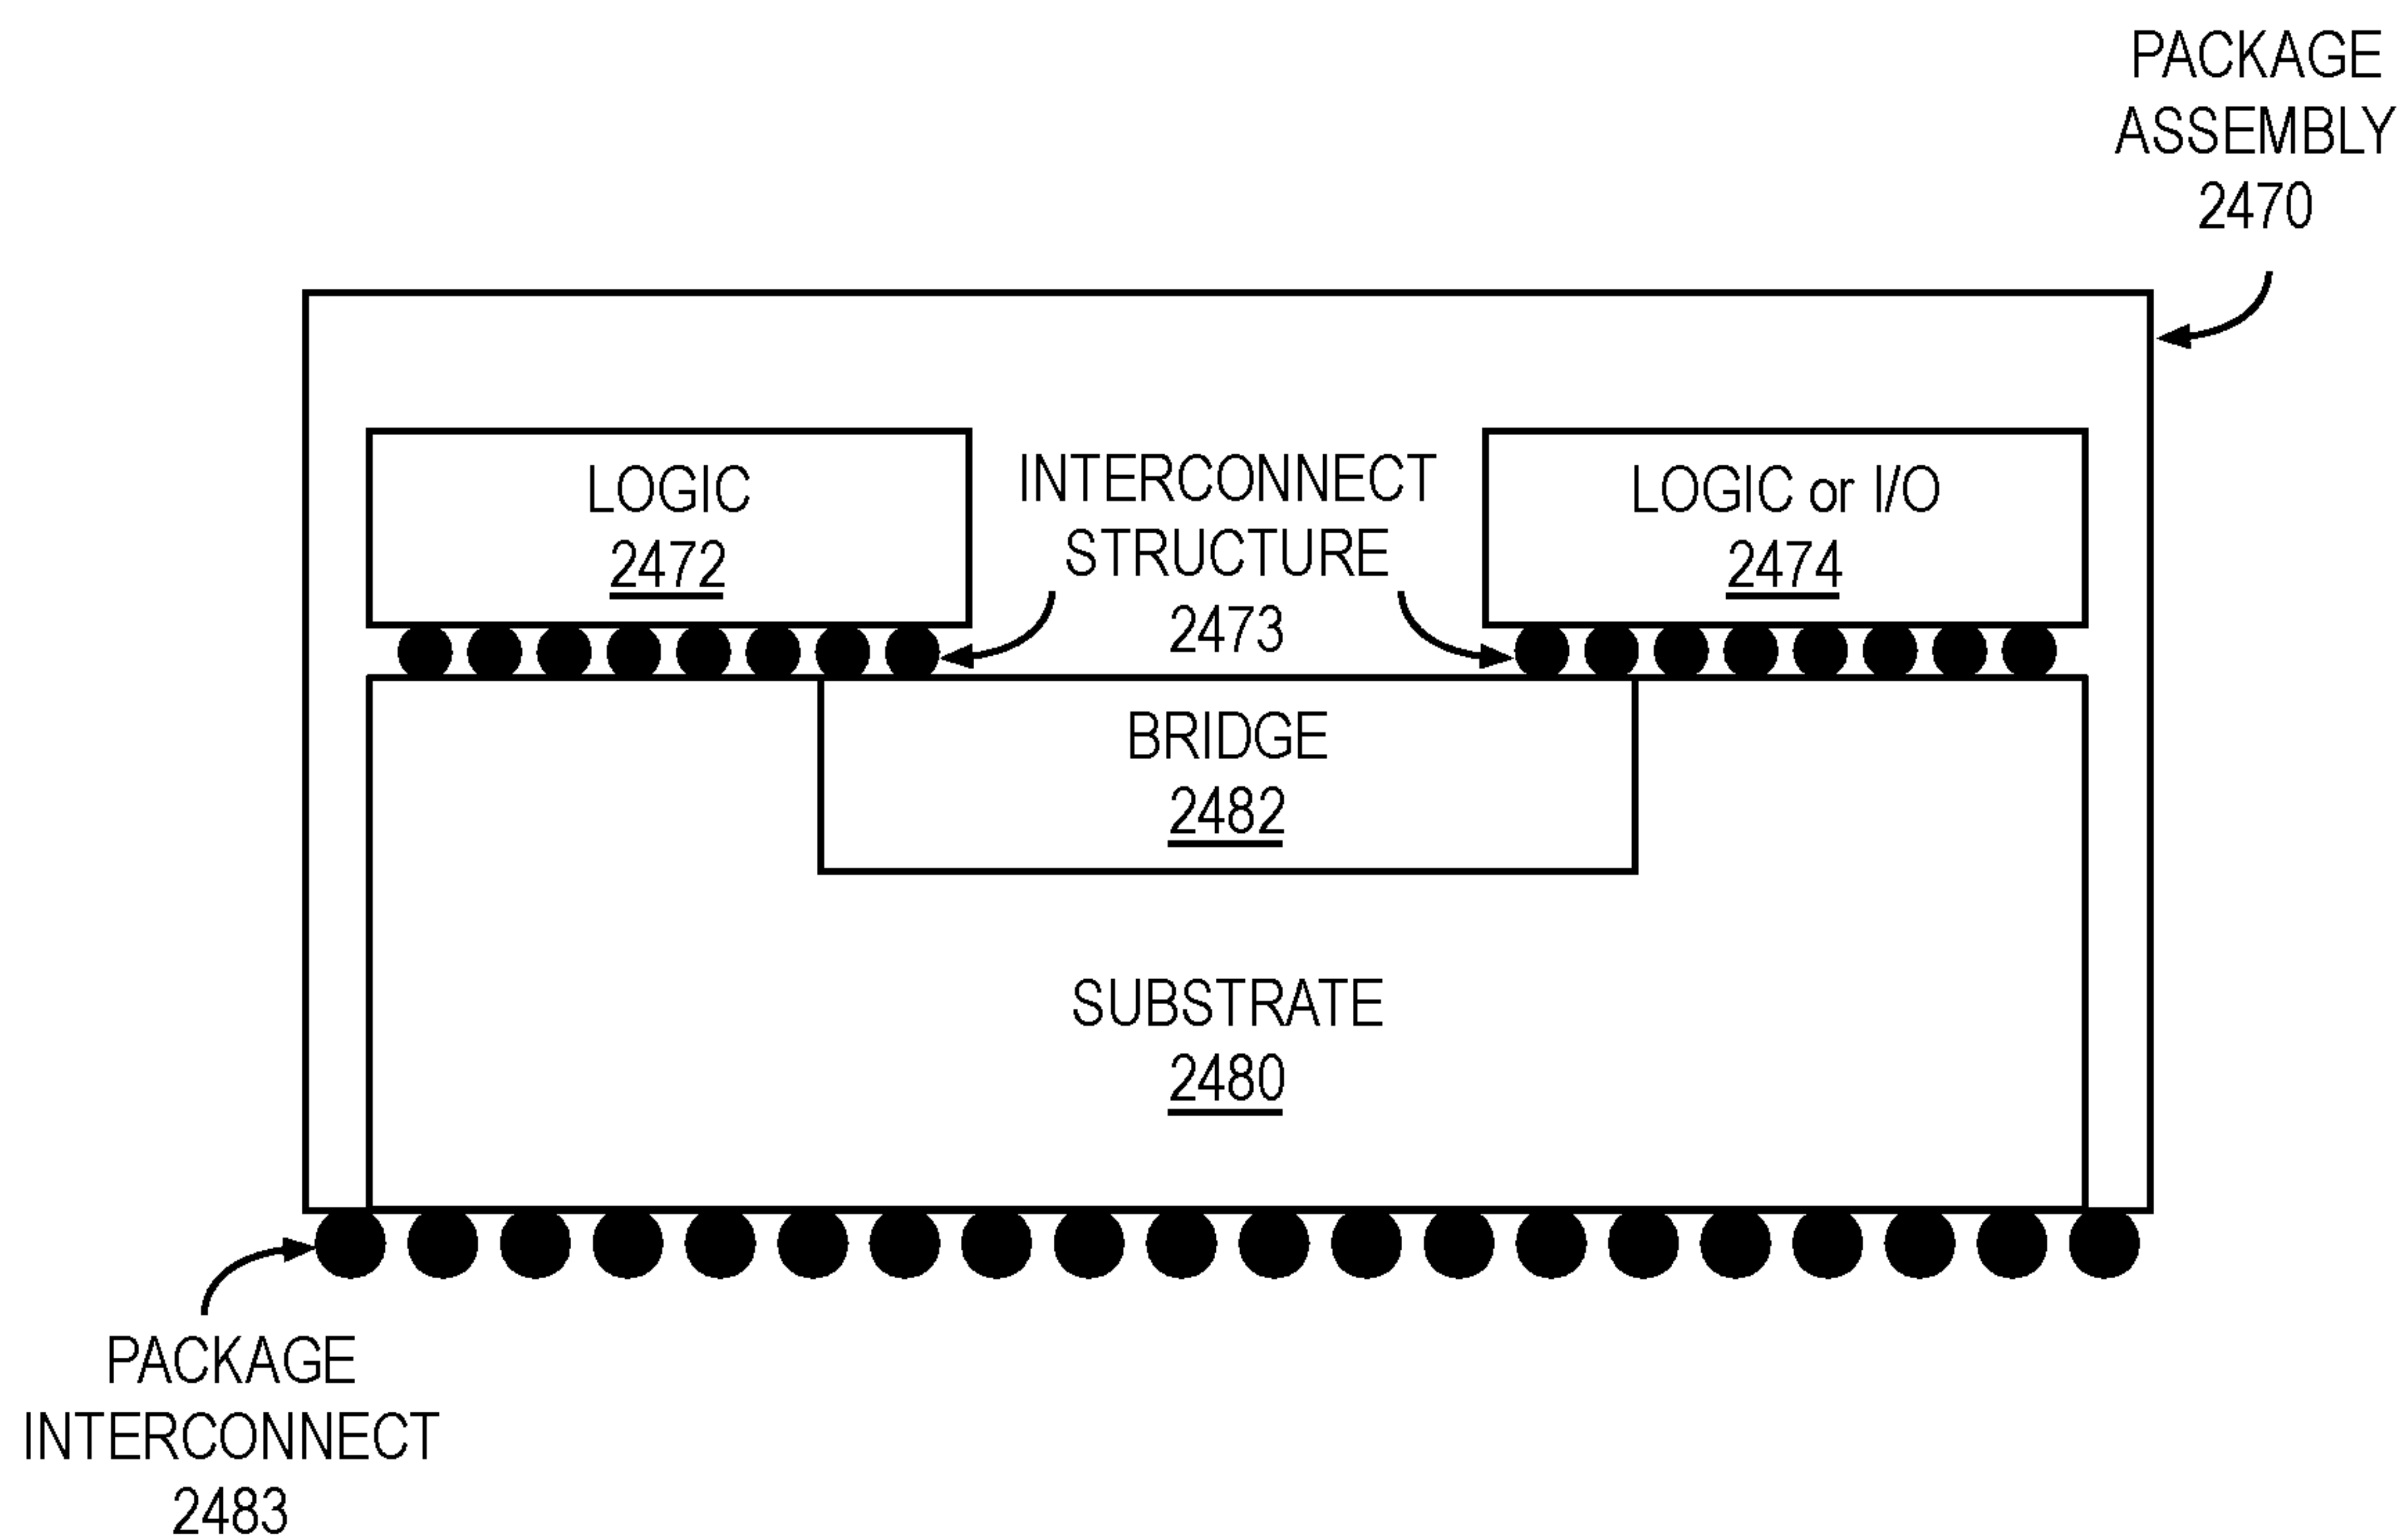 PACKAGE
ASSEMBLY
2470
LOGIC
2472
INTERCONNECT
STRUCTURE
2473
LOGIC or I/O
2474
BRIDGE
2482
SUBSTRATE
2480
PACKAGE
INTERCONNECT
2483